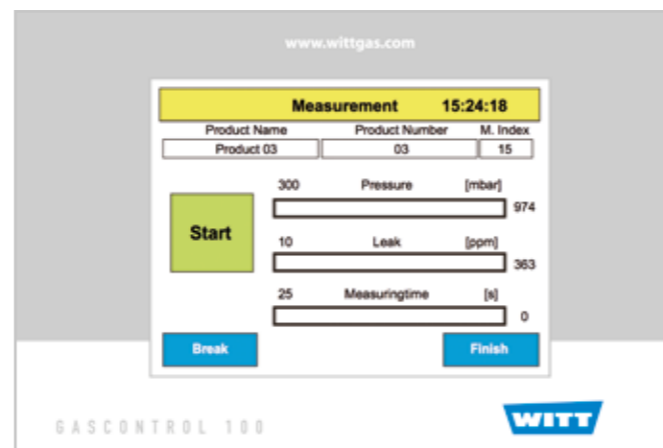 www.wittgas.com
Measurement 15:24:18
Product Name Product Number M. Index
Product 03 03 15
300 Pressure [mbar]
974
Start
10 Leak [ppm]
363
25 Measuringtime [s]
0
Break Finish
GASCONTROL 100
WITT